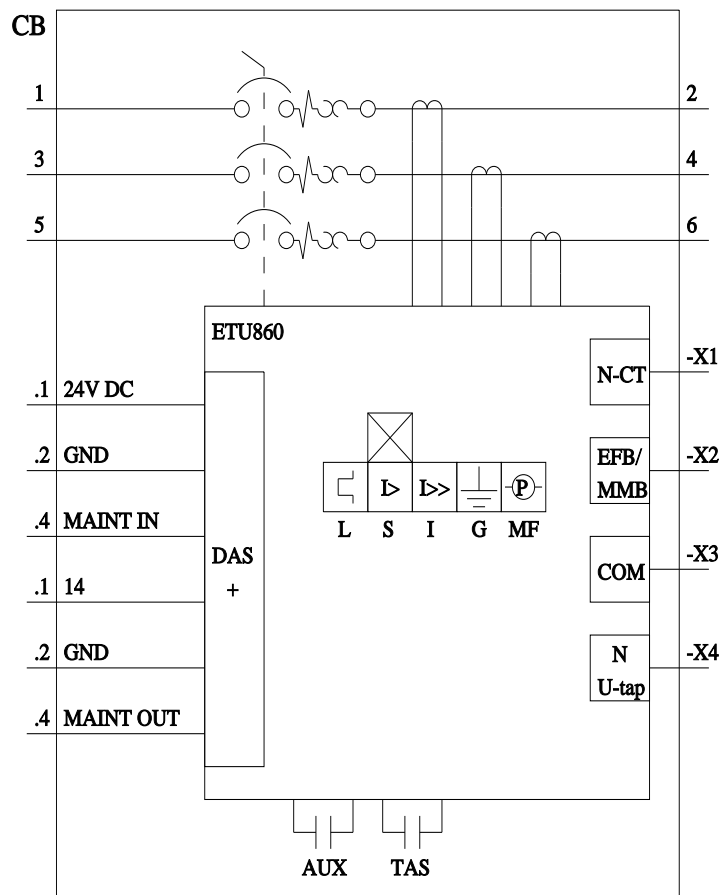 CB
1 2
3 4
5 6
ETU860
N-CT -X1
.1 24V DC
EFB/ -X2
MMB
.2 GND
I> I>> P
L S I G MF
.4 MAINT IN
DAS
+
COM -X3
.1 14
.2 GND
N -X4
U-tap
.4 MAINT OUT
AUX TAS